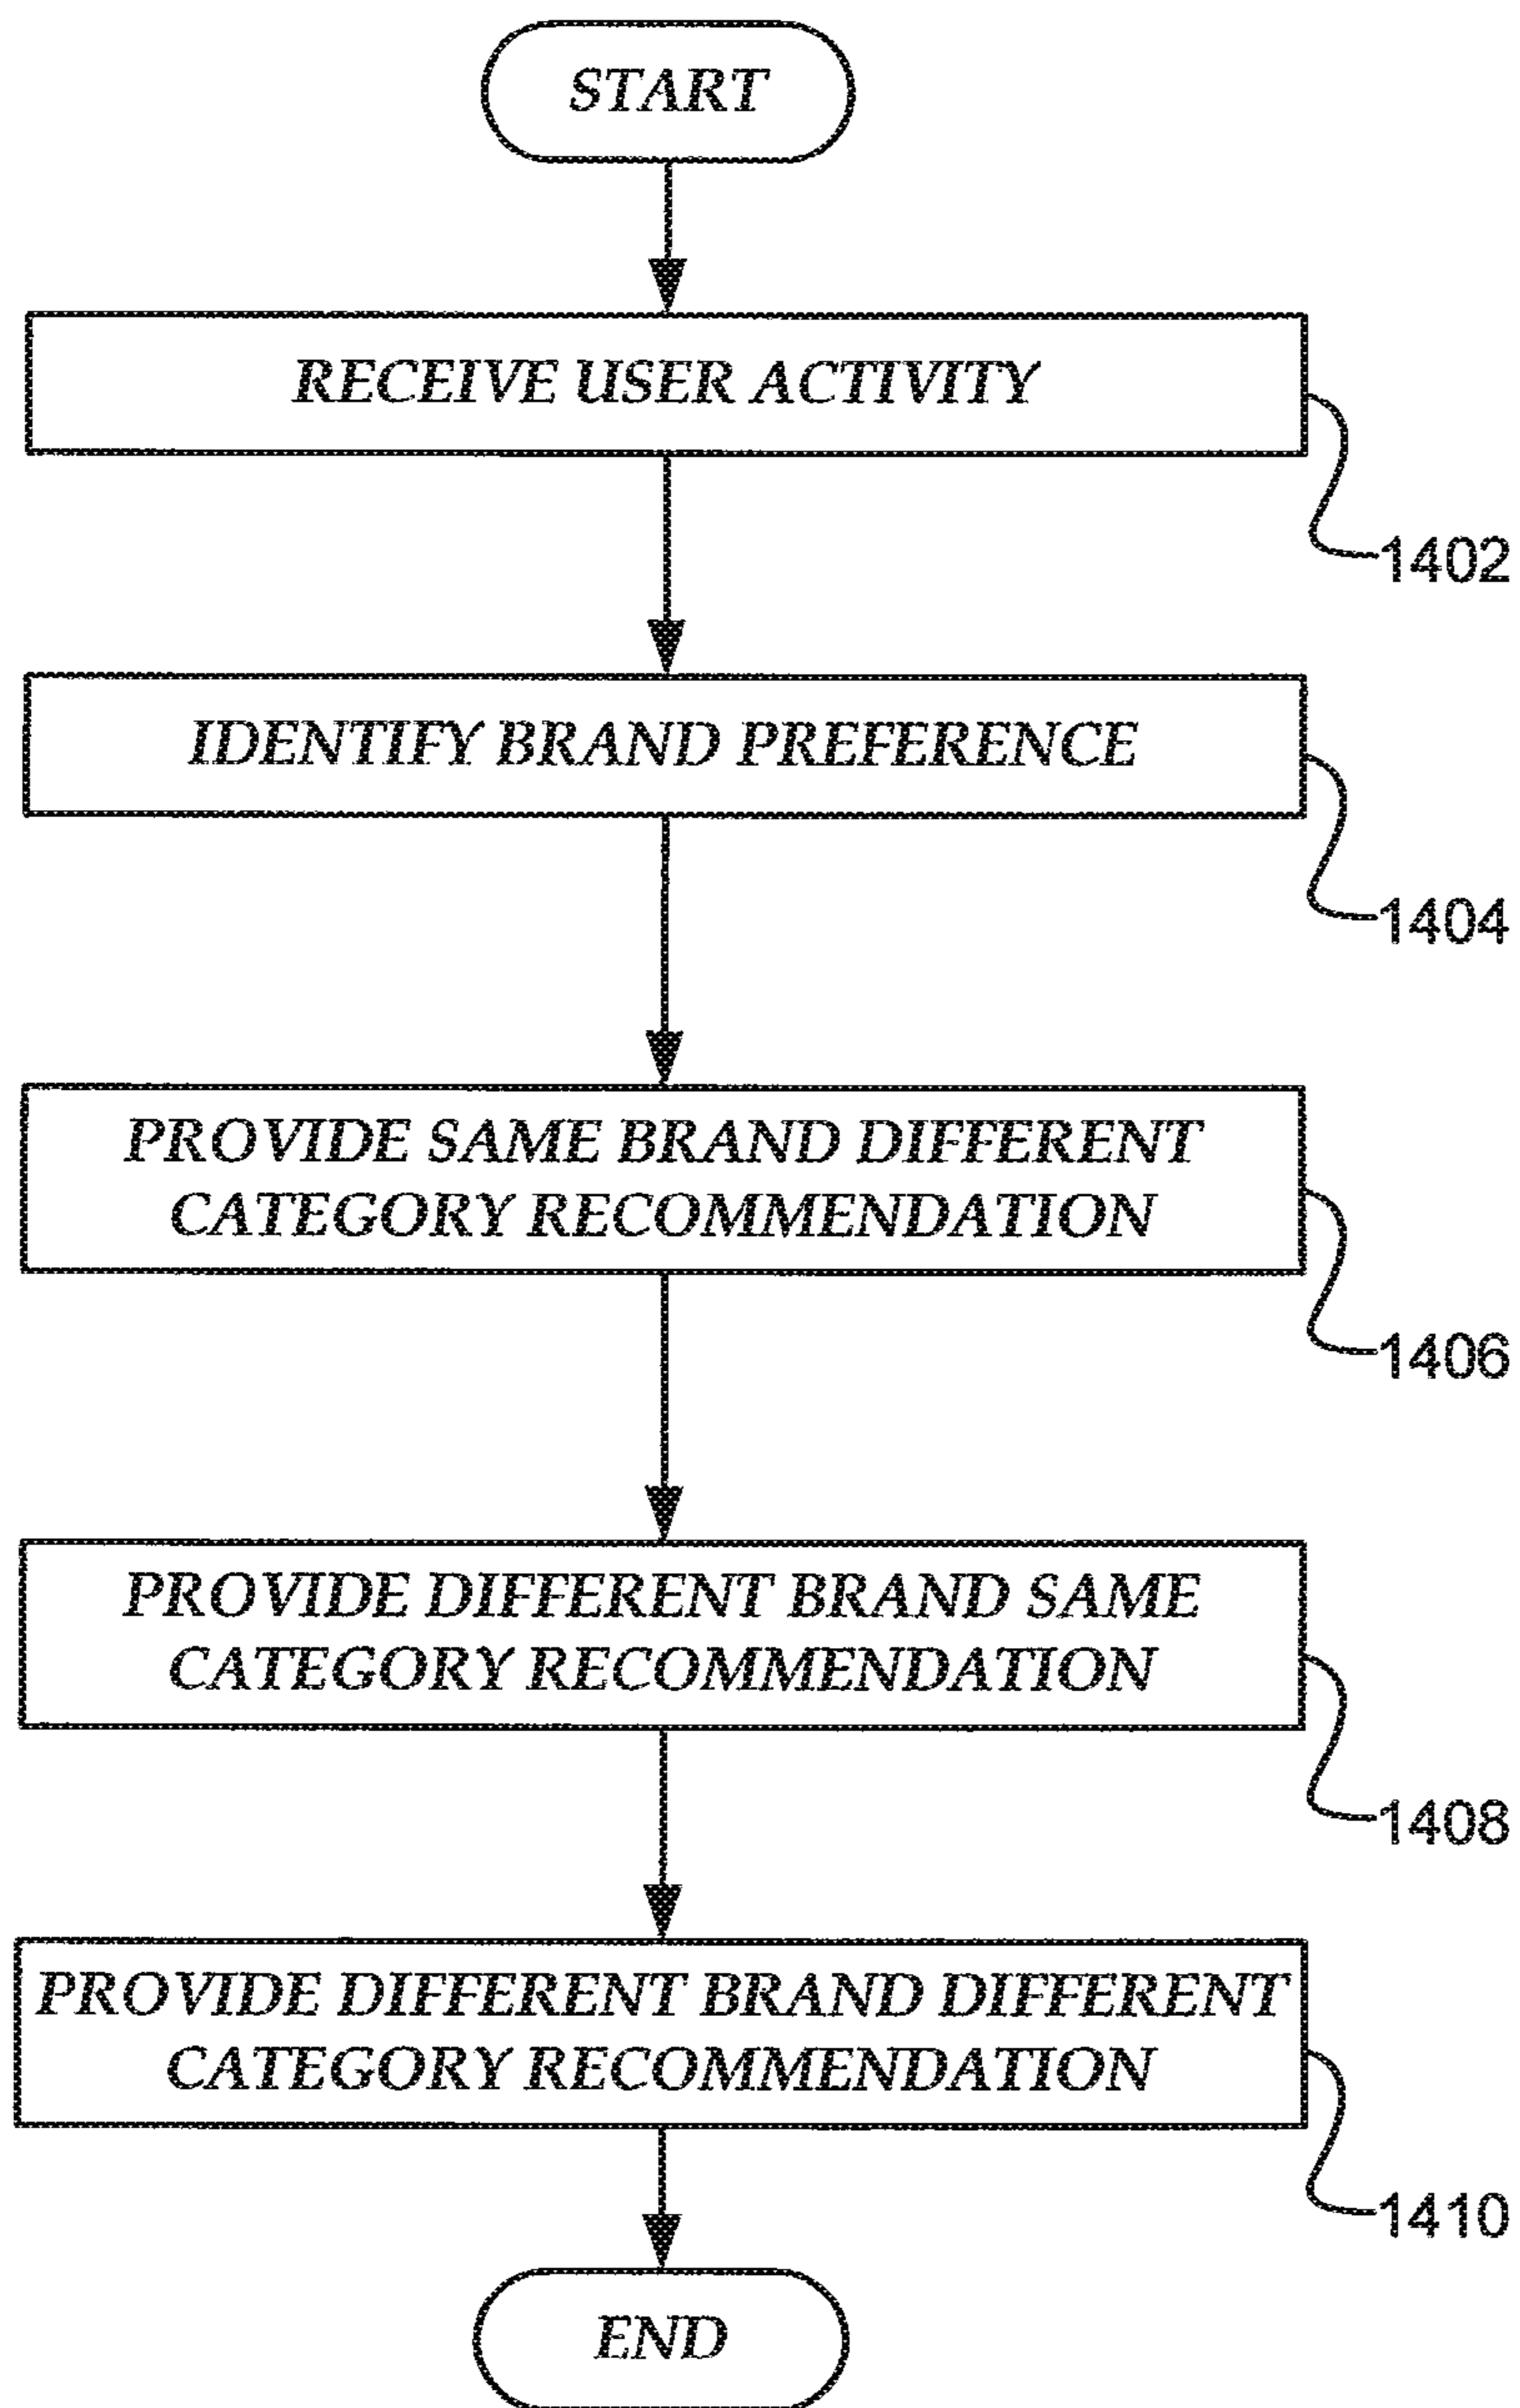 START
RECEIVE USER ACTIVITY
1402
IDENTIFY BRAND PREFERENCE
1404
PROVIDE SAME BRAND DIFFERENT
CATEGORY RECOMMENDATION
1406
PROVIDE DIFFERENT BRAND SAME
CATEGORY RECOMMENDATION
1408
PROVIDE DIFFERENT BRAND DIFFERENT
CATEGORY RECOMMENDATION
1410
END